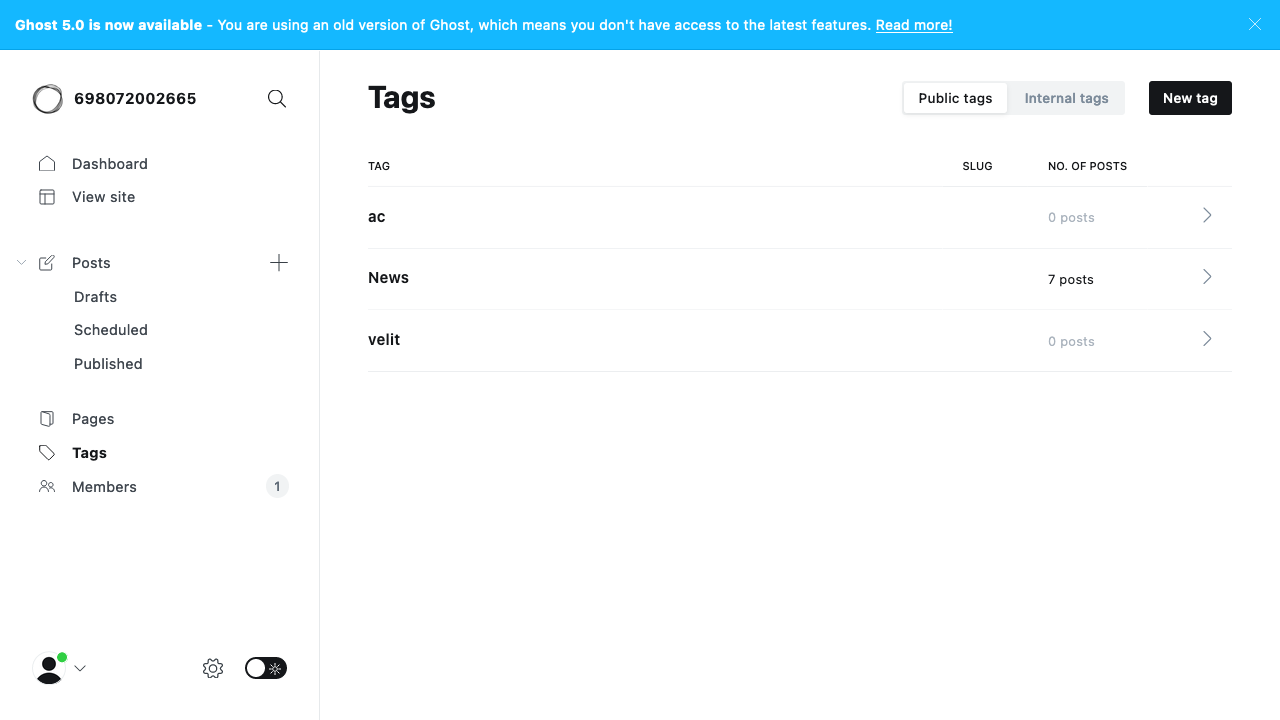 Ghost 5.0 is now available - You are using an old version of Ghost, which means you don't have access to the latest features. Read more!
698072002665
Dashboard
View site
Posts
Drafts
Scheduled
Published
Pages
Tags
Members 1
Tags
Public tags Internal tags New tag
TAG SLUG NO. OF POSTS
ac 0 posts
News 7 posts
velit 0 posts